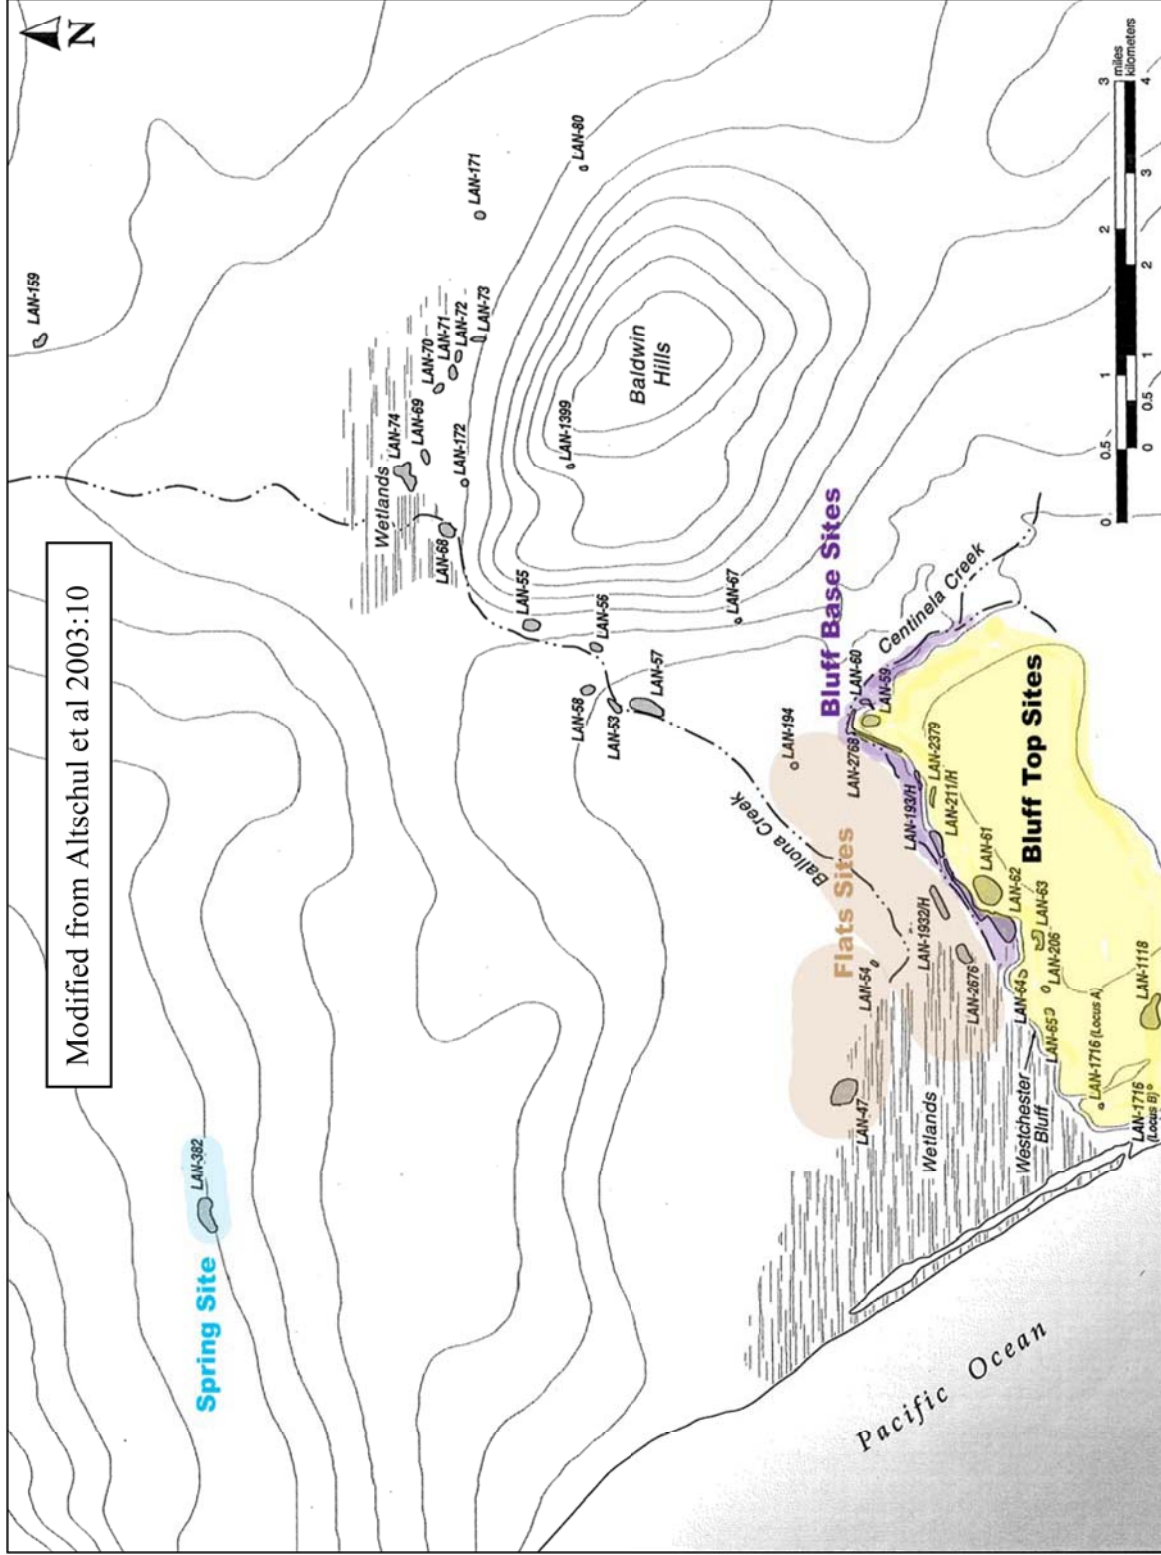 Modified from Altschul et al 2003:10
N
LAN-159
LAN-171
LAN-80
Wetlands
LAN-74
LAN-69
LAN-70
LAN-71
LAN-72
LAN-73
LAN-172
LAN-68
LAN-1399
Baldwin
Hills
LAN-55
LAN-56
LAN-58
LAN-53
LAN-57
LAN-67
Spring Site
LAN-382
LAN-194
Ballona Creek
Flats Sites
LAN-54
LAN-47
LAN-1932/H
LAN-2676
Wetlands
Bluff Base Sites
Centinela Creek
LAN-60
LAN-59
LAN-2768
LAN-193/H
LAN-2379
LAN-211/H
LAN-61
LAN-62
LAN-63
LAN-206
LAN-64
LAN-65
Bluff Top Sites
LAN-1118
LAN-1716 (Locus A)
LAN-1716
(Locus B)
Westchester
Bluff
Pacific Ocean
0 0.5 1 2 3 miles
0 0.5 1 2 3 4 kilometers